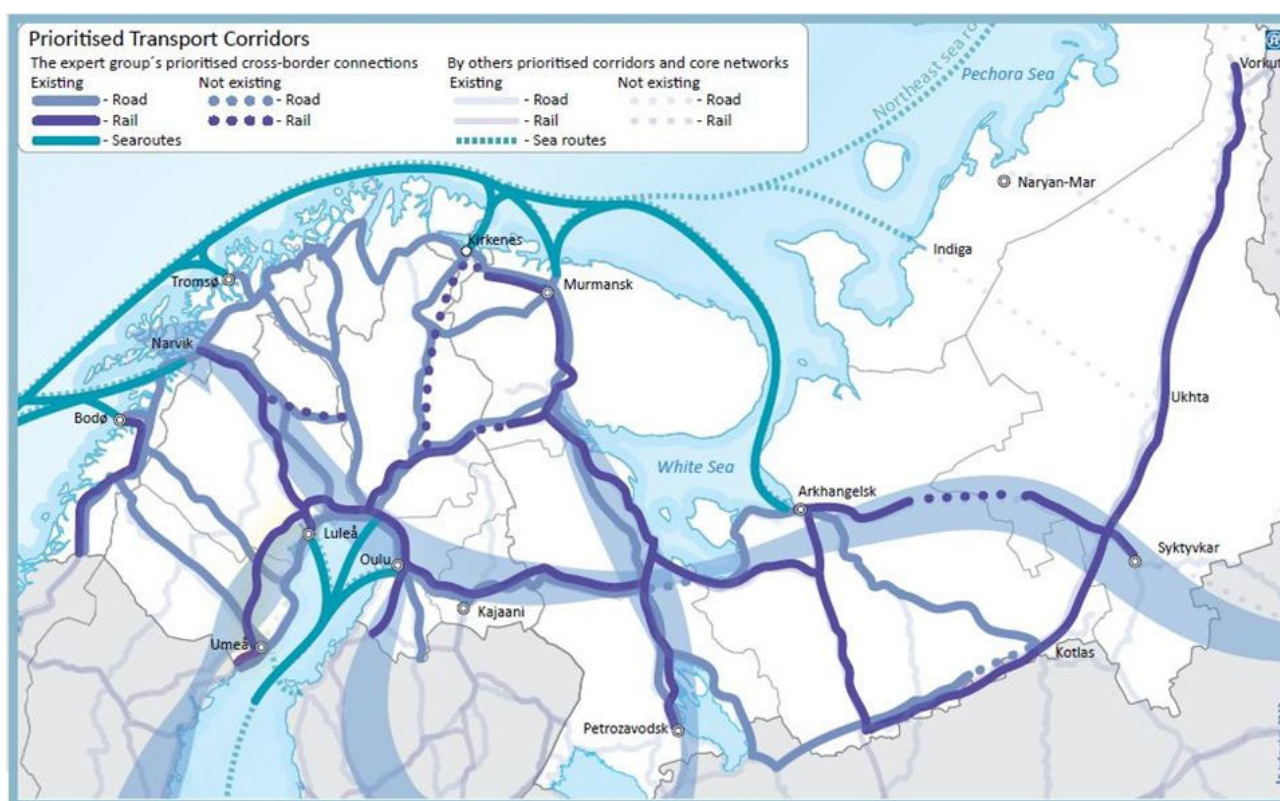 Prioritised Transport Corridors
The expert group´s prioritised cross-border connections
By others prioritised corridors and core networks
Existing
Not existing
Existing
Not existing
- Road
- Road
- Road
- Road
- Rail
- Rail
- Rail
- Rail
- Searoutes
- Sea routes
Northeast sea
Pechora Sea
Vorkut
Naryan-Mar
Kirkenes
Indiga
Tromsø
Murmansk
Narvik
Ukhta
Bodø
White Sea
Arkhangelsk
Luleå
Oulu
Syktyvkar
Kajaani
Umeå
Kotlas
Petrozavodsk